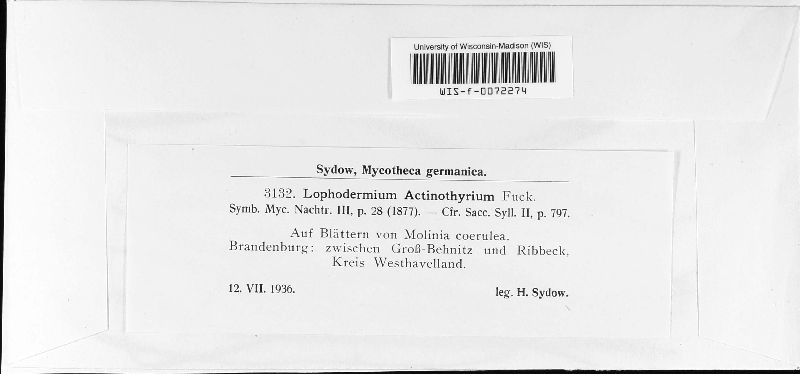 University of Wisconsin-Madison (WIS)
WIS-f-0072274
Sydow, Mycotheca germanica.
3132. Lophodermium Actinothyrium Fuck.
Symb. Myc. Nachtr. III, p. 28 (1877). — Cfr. Sacc. Syll. II, p. 797.
Auf Blättern von Molinia coerulea.
Brandenburg: zwischen Groß-Behnitz und Ribbeck,
Kreis Westhavelland.
12. VII. 1936. leg. H. Sydow.